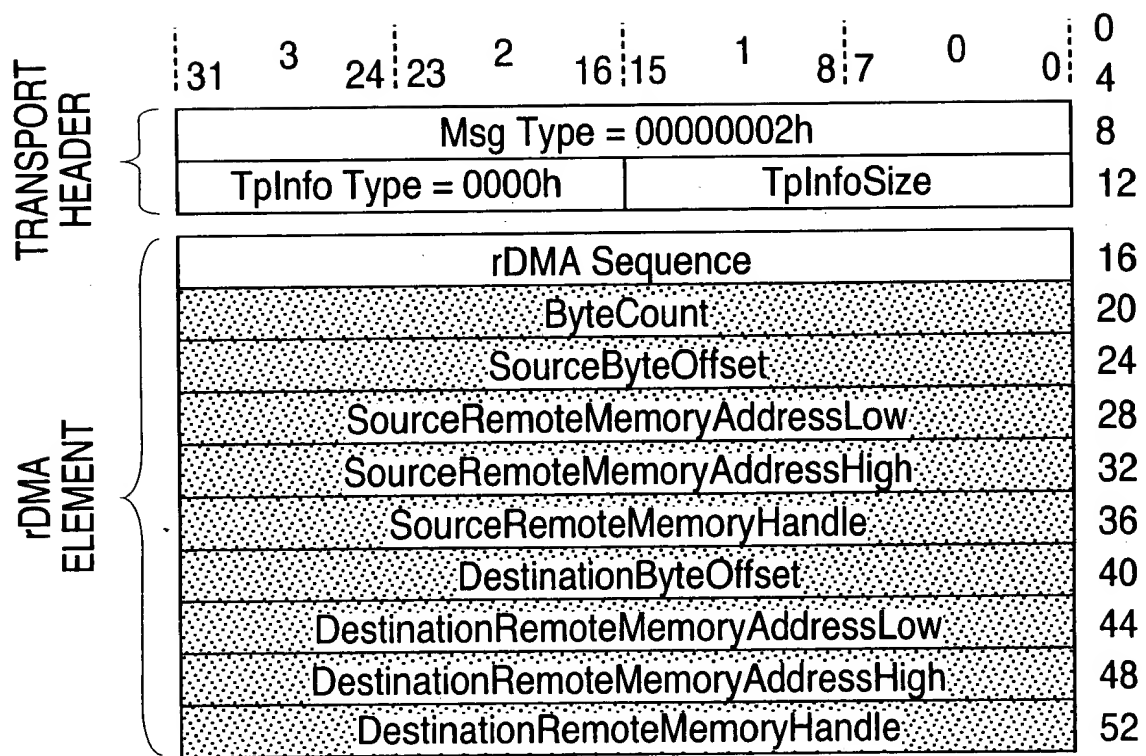 3 2 1 0 0
31 24 23 16 15 8 7 0 4
TRANSPORT HEADER
Msg Type = 00000002h 8
TpInfo Type = 0000h TpInfoSize 12
rDMA ELEMENT
rDMA Sequence 16
ByteCount 20
SourceByteOffset 24
SourceRemoteMemoryAddressLow 28
SourceRemoteMemoryAddressHigh 32
SourceRemoteMemoryHandle 36
DestinationByteOffset 40
DestinationRemoteMemoryAddressLow 44
DestinationRemoteMemoryAddressHigh 48
DestinationRemoteMemoryHandle 52